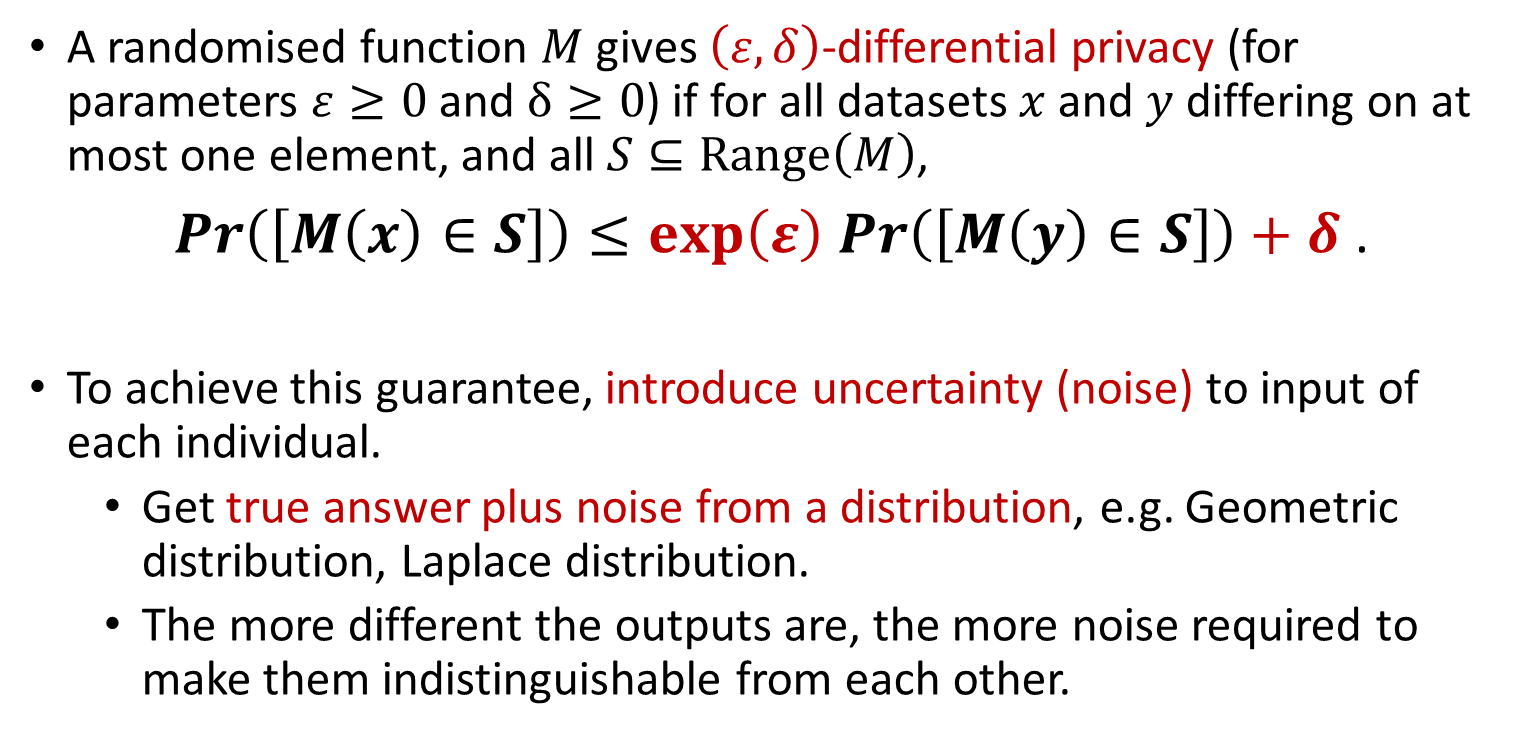 • A randomised function M gives (ε, δ)-differential privacy (for
parameters ε ≥ 0 and δ ≥ 0) if for all datasets x and y differing on at
most one element, and all S ⊆ Range(M),
Pr([M(x) ∈ S]) ≤ exp(ε) Pr([M(y) ∈ S]) + δ .
• To achieve this guarantee, introduce uncertainty (noise) to input of
each individual.
• Get true answer plus noise from a distribution, e.g. Geometric
distribution, Laplace distribution.
• The more different the outputs are, the more noise required to
make them indistinguishable from each other.